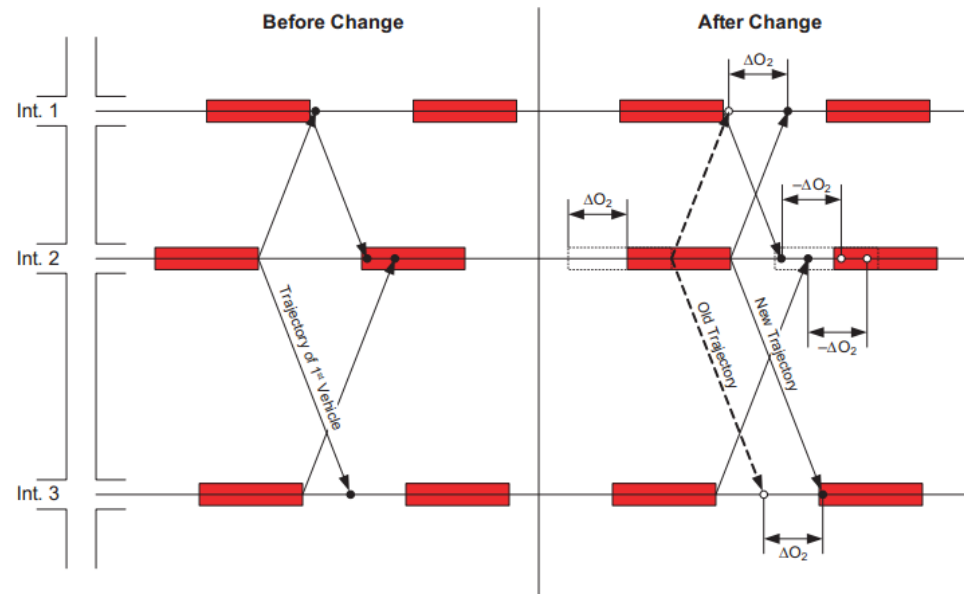 Before Change
After Change
ΔO₂
Int. 1
ΔO₂
–ΔO₂
Int. 2
Trajectory of 1ˢᵗ Vehicle
Old Trajectory
New Trajectory
–ΔO₂
Int. 3
ΔO₂